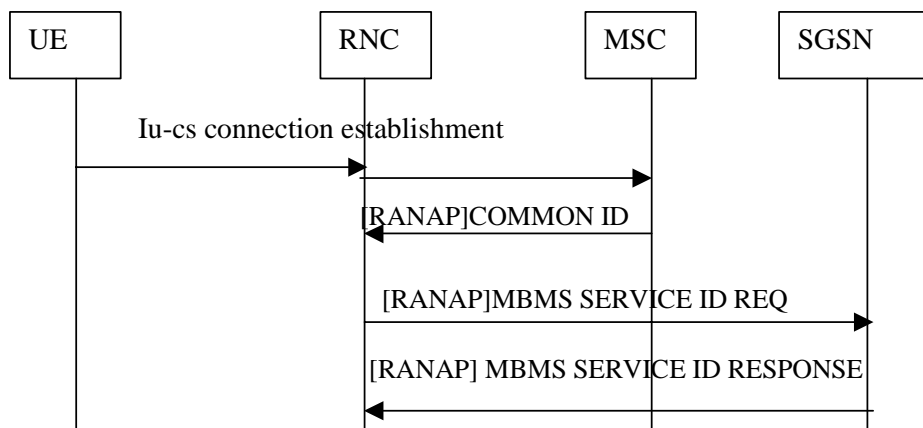 UE RNC MSC SGSN
Iu-cs connection establishment
[RANAP]COMMON ID
[RANAP]MBMS SERVICE ID REQ
[RANAP] MBMS SERVICE ID RESPONSE